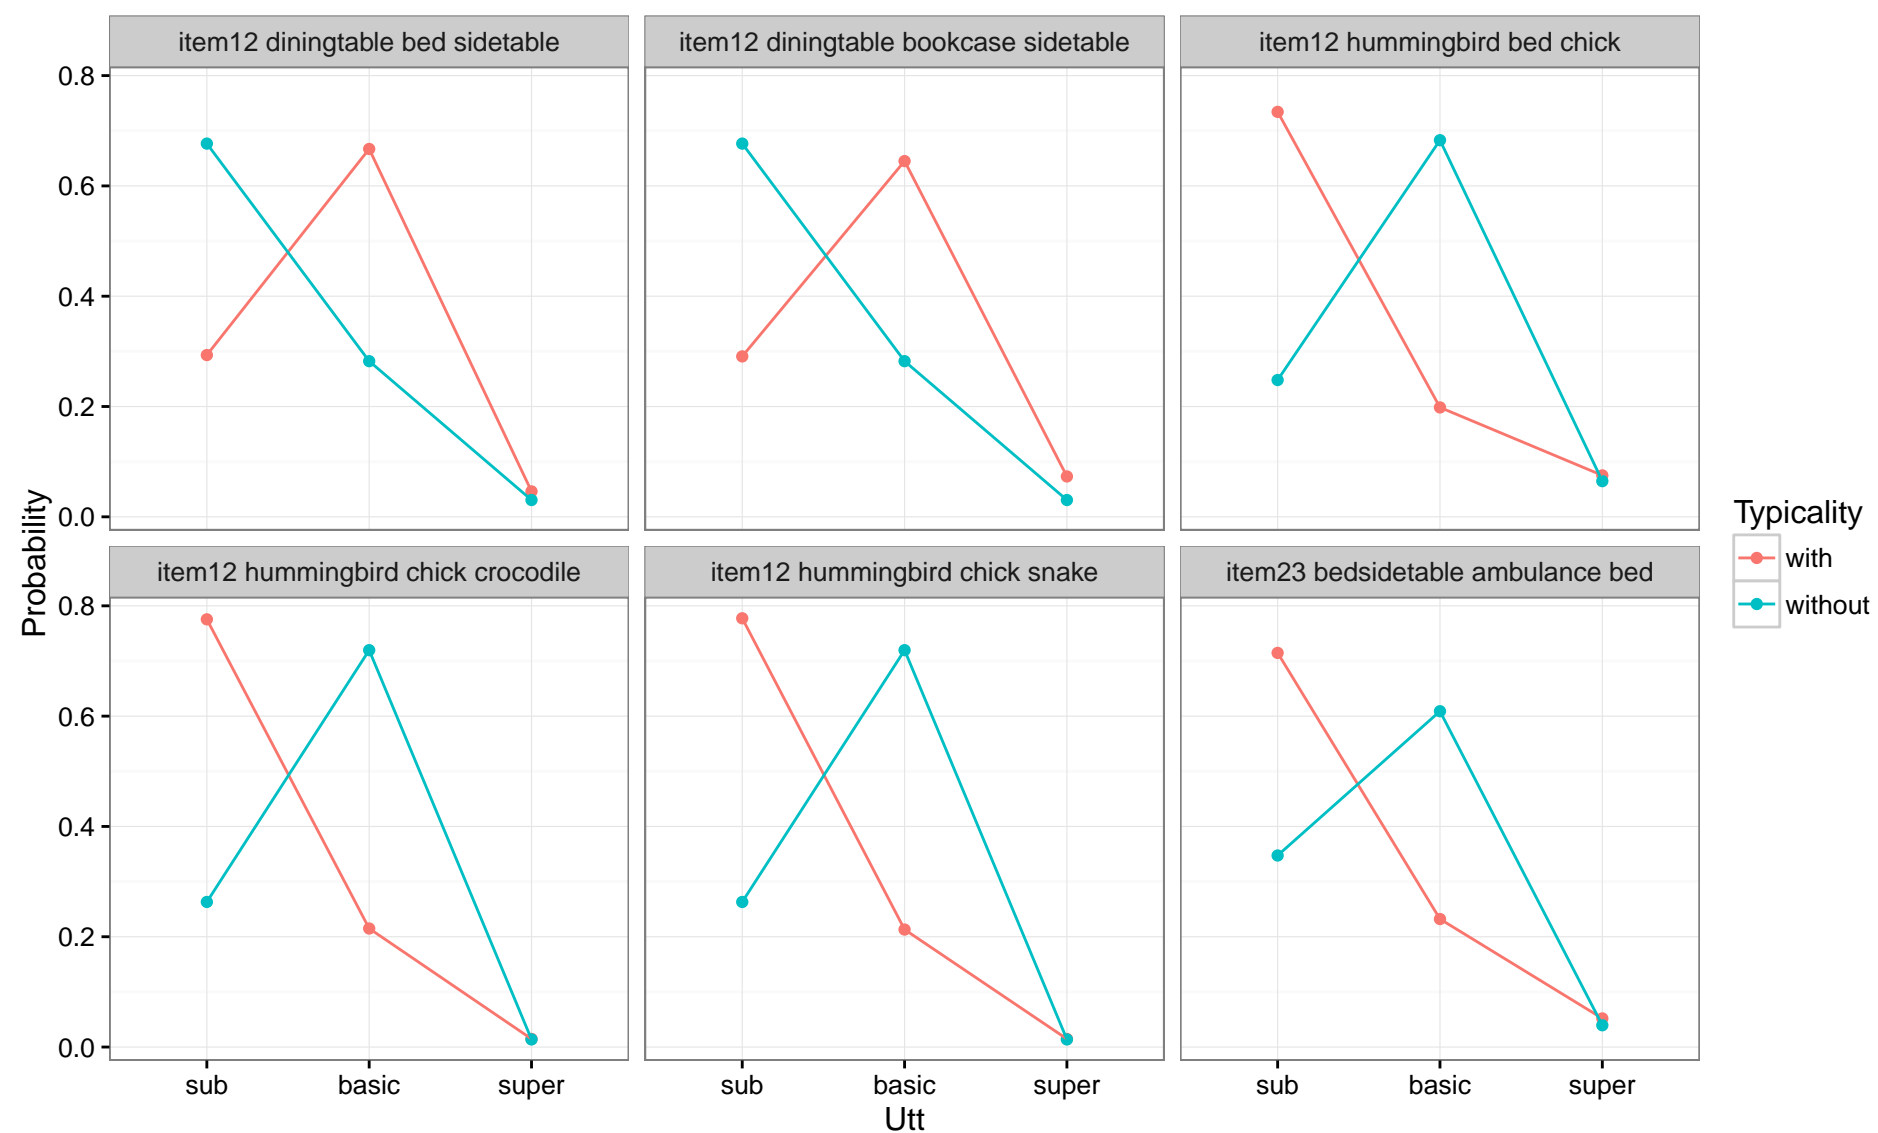 item12 diningtable bed sidetable
item12 diningtable bookcase sidetable
item12 hummingbird bed chick
0.8
0.6
0.4
0.2
0.0
item12 hummingbird chick crocodile
item12 hummingbird chick snake
item23 bedsidetable ambulance bed
0.8
0.6
0.4
0.2
0.0
Probability
sub basic super
sub basic super
sub basic super
Utt
Typicality
with
without